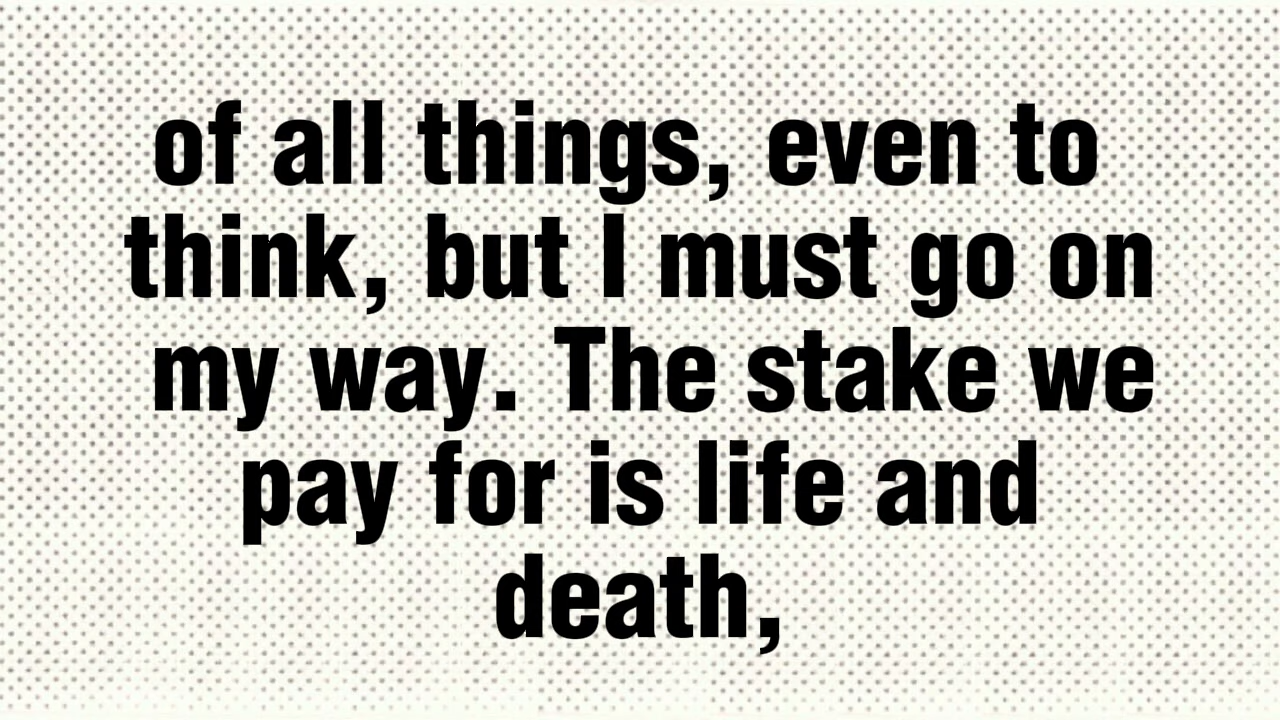 of all things, even to
think, but I must go on
my way. The stake we
pay for is life and
death,